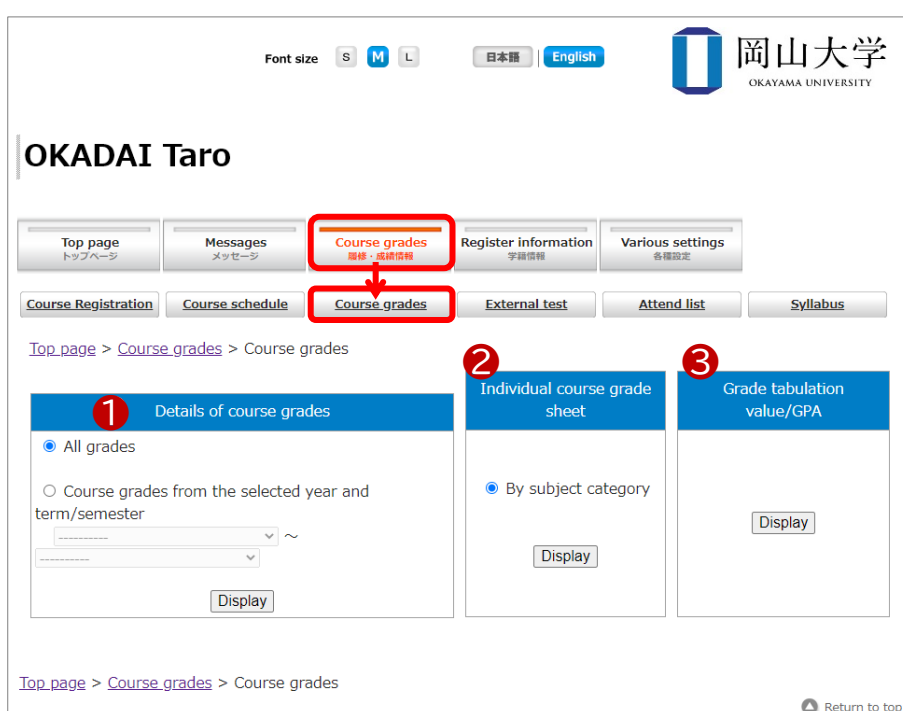 Font size S M L 日本語 English
岡山大学
OKAYAMA UNIVERSITY
OKADAI Taro
Top page Messages Course grades Register information Various settings
トップページ メッセージ 履修・成績情報 学籍情報 各種設定
Course Registration Course schedule Course grades External test Attend list Syllabus
Top page > Course grades > Course grades
1 Details of course grades
All grades
Course grades from the selected year and
term/semester
---------- ~
----------
Display
2
Individual course grade
sheet
By subject category
Display
3
Grade tabulation
value/GPA
Display
Top page > Course grades > Course grades
Return to top